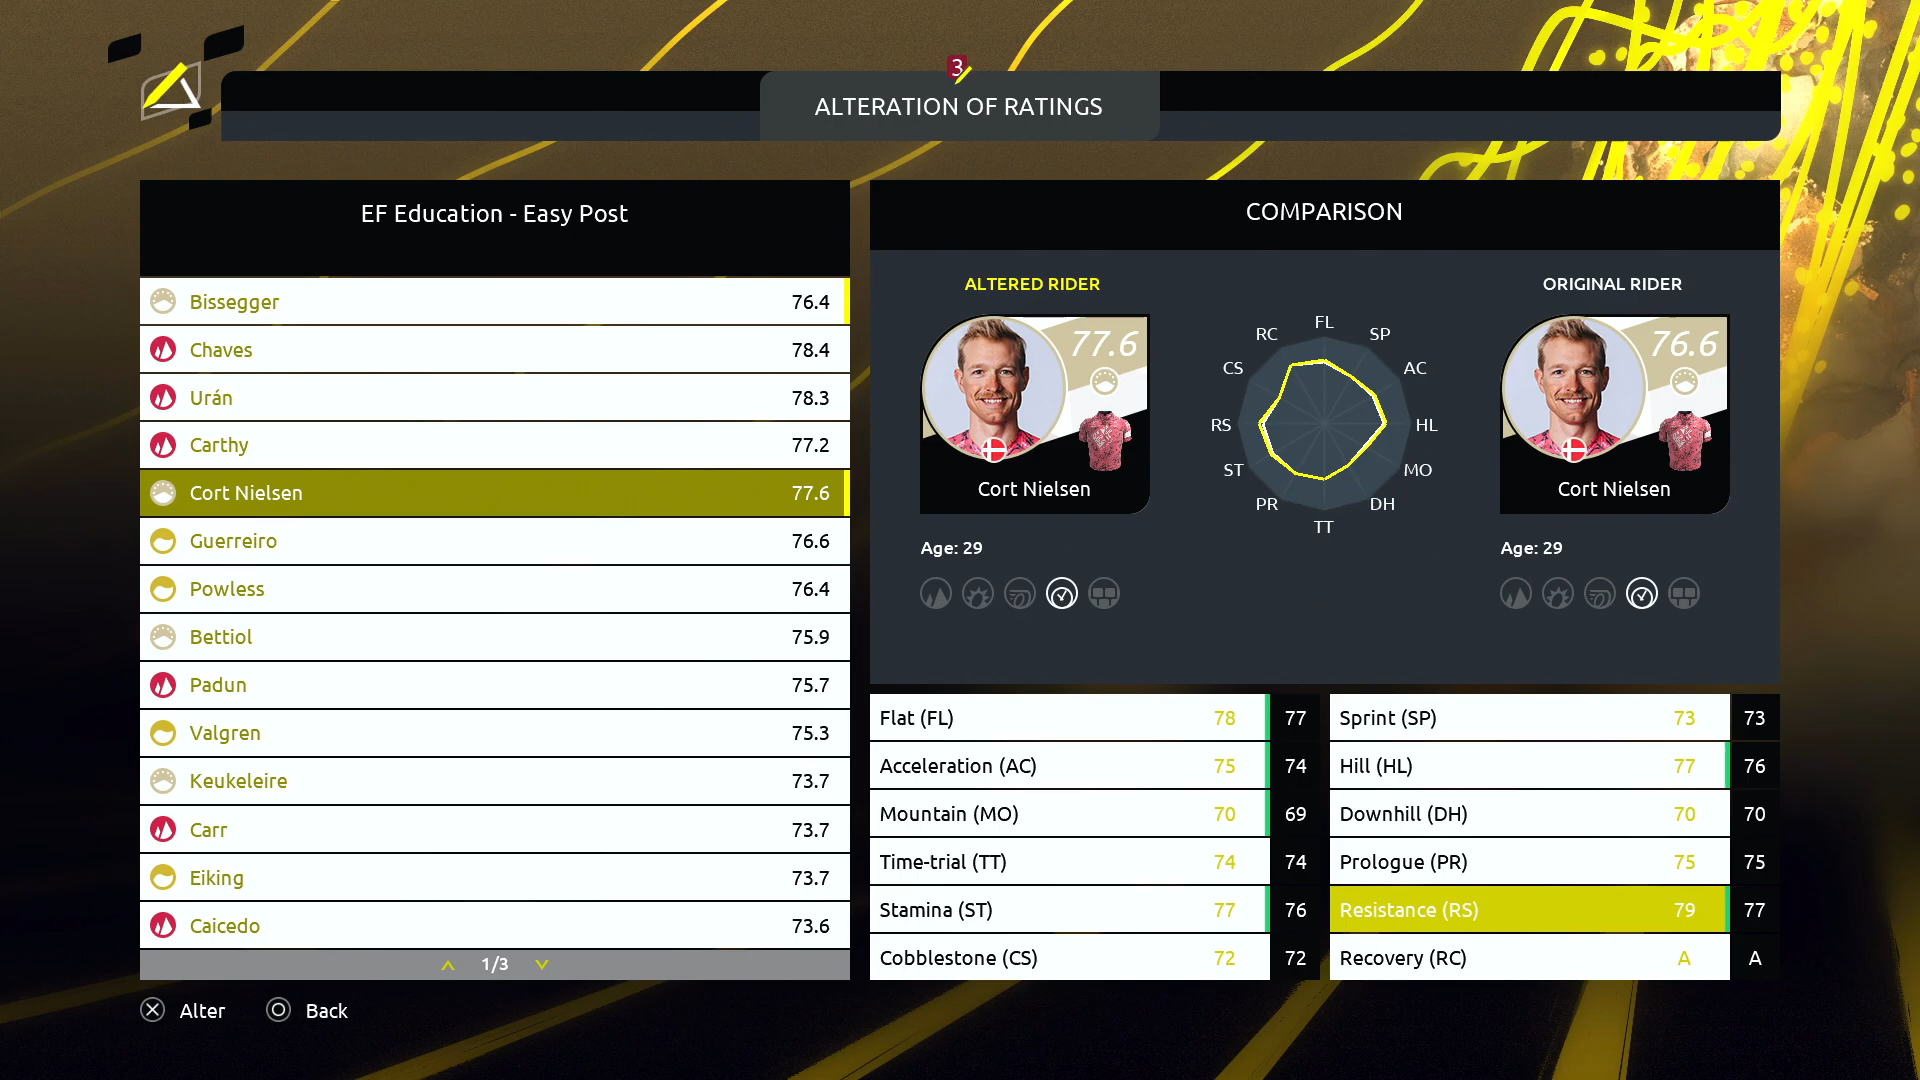 3
ALTERATION OF RATINGS
EF Education - Easy Post
Bissegger 76.4
Chaves 78.4
Urán 78.3
Carthy 77.2
Cort Nielsen 77.6
Guerreiro 76.6
Powless 76.4
Bettiol 75.9
Padun 75.7
Valgren 75.3
Keukeleire 73.7
Carr 73.7
Eiking 73.7
Caicedo 73.6
1/3
COMPARISON
ALTERED RIDER
77.6
Cort Nielsen
Age: 29
FL
SP
AC
HL
MO
DH
TT
PR
ST
RS
CS
RC
ORIGINAL RIDER
76.6
Cort Nielsen
Age: 29
Flat (FL) 78 77
Sprint (SP) 73 73
Acceleration (AC) 75 74
Hill (HL) 77 76
Mountain (MO) 70 69
Downhill (DH) 70 70
Time-trial (TT) 74 74
Prologue (PR) 75 75
Stamina (ST) 77 76
Resistance (RS) 79 77
Cobblestone (CS) 72 72
Recovery (RC) A A
Alter
Back